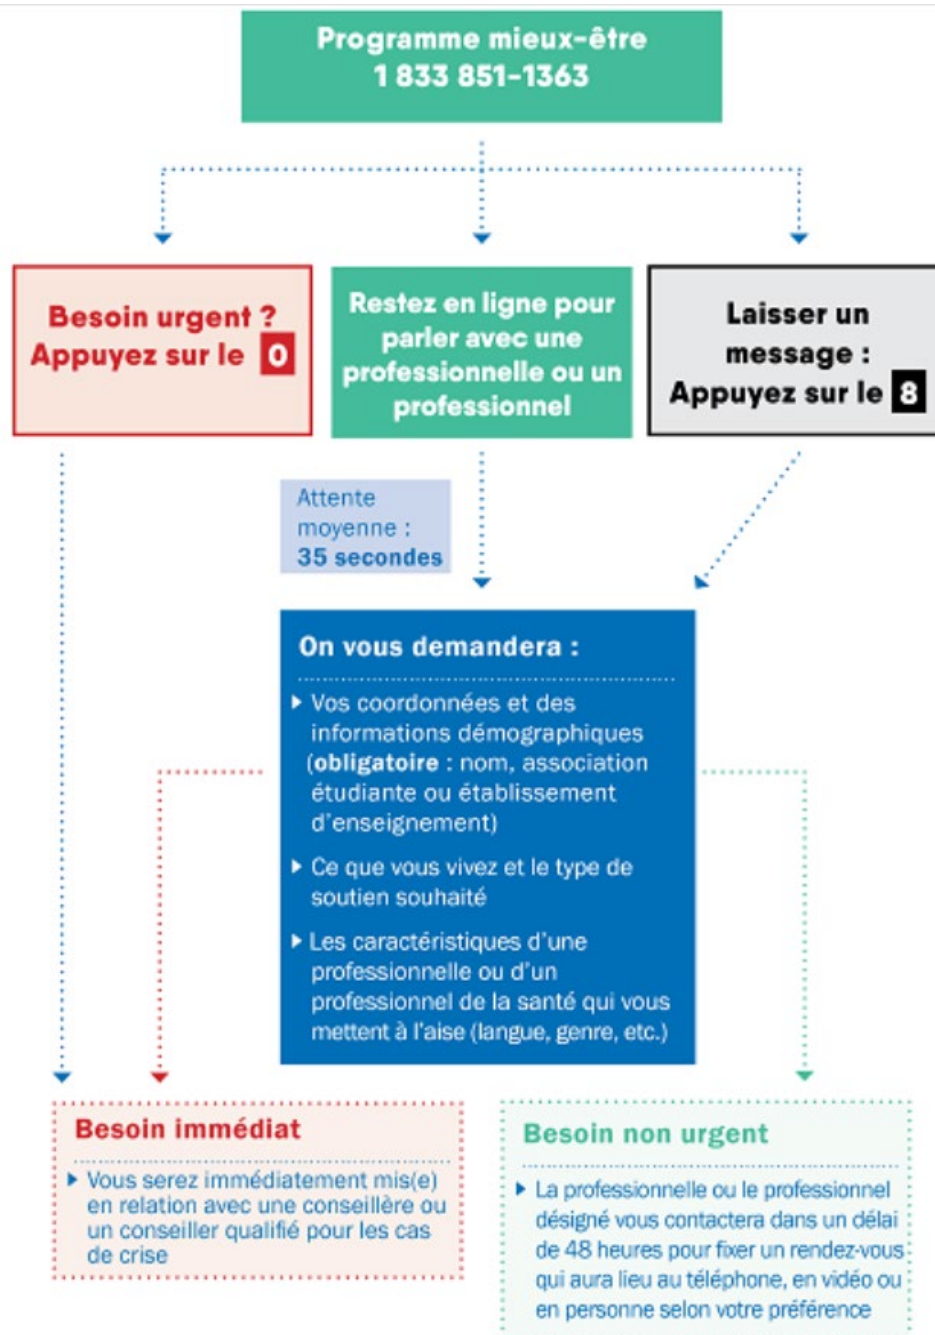 Programme mieux-être
1 833 851-1363
Besoin urgent ?
Appuyez sur le 0
Restez en ligne pour
parler avec une
professionnelle ou un
professionnel
Laisser un
message :
Appuyez sur le 8
Attente
moyenne :
35 secondes
On vous demandera :
▸ Vos coordonnées et des
informations démographiques
(obligatoire : nom, association
étudiante ou établissement
d'enseignement)
▸ Ce que vous vivez et le type de
soutien souhaité
▸ Les caractéristiques d'une
professionnelle ou d'un
professionnel de la santé qui vous
mettent à l'aise (langue, genre, etc.)
Besoin immédiat
▸ Vous serez immédiatement mis(e)
en relation avec une conseillère ou
un conseiller qualifié pour les cas
de crise
Besoin non urgent
▸ La professionnelle ou le professionnel
désigné vous contactera dans un délai
de 48 heures pour fixer un rendez-vous
qui aura lieu au téléphone, en vidéo ou
en personne selon votre préférence